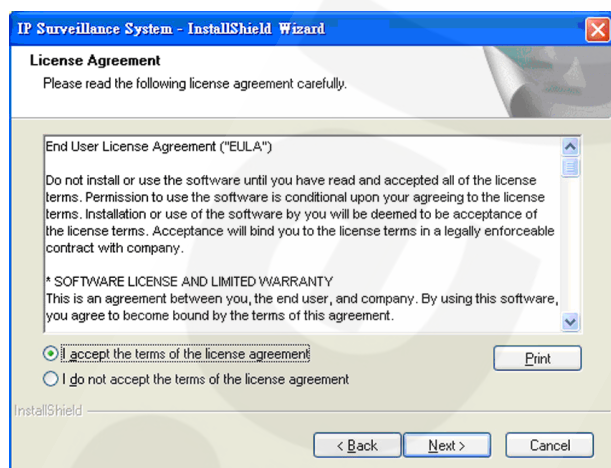 IP Surveillance System - InstallShield Wizard
License Agreement
Please read the following license agreement carefully.
End User License Agreement ("EULA")
Do not install or use the software until you have read and accepted all of the license
terms. Permission to use the software is conditional upon your agreeing to the license
terms. Installation or use of the software by you will be deemed to be acceptance of
the license terms. Acceptance will bind you to the license terms in a legally enforceable
contract with company.
* SOFTWARE LICENSE AND LIMITED WARRANTY
This is an agreement between you, the end user, and company. By using this software,
you agree to become bound by the terms of this agreement.
I accept the terms of the license agreement
Print
I do not accept the terms of the license agreement
InstallShield
< Back
Next >
Cancel